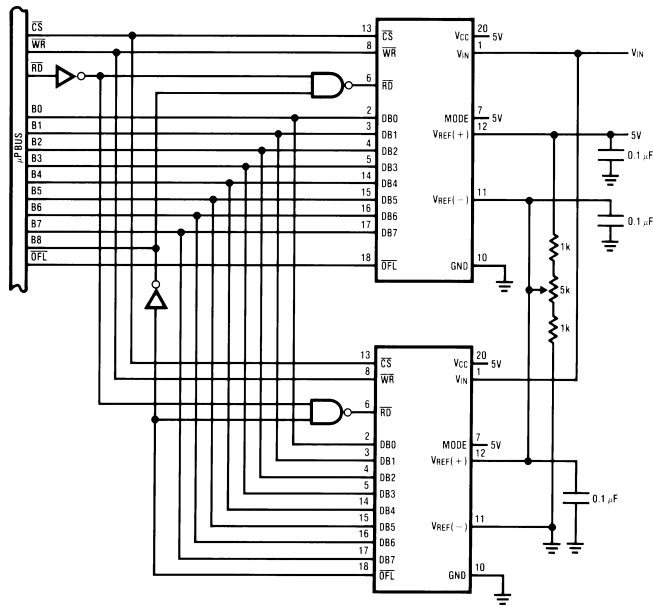 μPBUS
CS
WR
RD
B0
B1
B2
B3
B4
B5
B6
B7
B8
OFL
13 CS
8 WR
6 RD
2 DB0
3 DB1
4 DB2
5 DB3
14 DB4
15 DB5
16 DB6
17 DB7
18 OFL
VCC 20 5V
VIN 1 VIN
MODE 7 5V
VREF(+) 12 5V
0.1 μF
VREF(−) 11
0.1 μF
GND 10
1k
5k
1k
13 CS
8 WR
6 RD
2 DB0
3 DB1
4 DB2
5 DB3
14 DB4
15 DB5
16 DB6
17 DB7
18 OFL
VCC 20 5V
VIN 1
MODE 7 5V
VREF(+) 12
0.1 μF
VREF(−) 11
GND 10